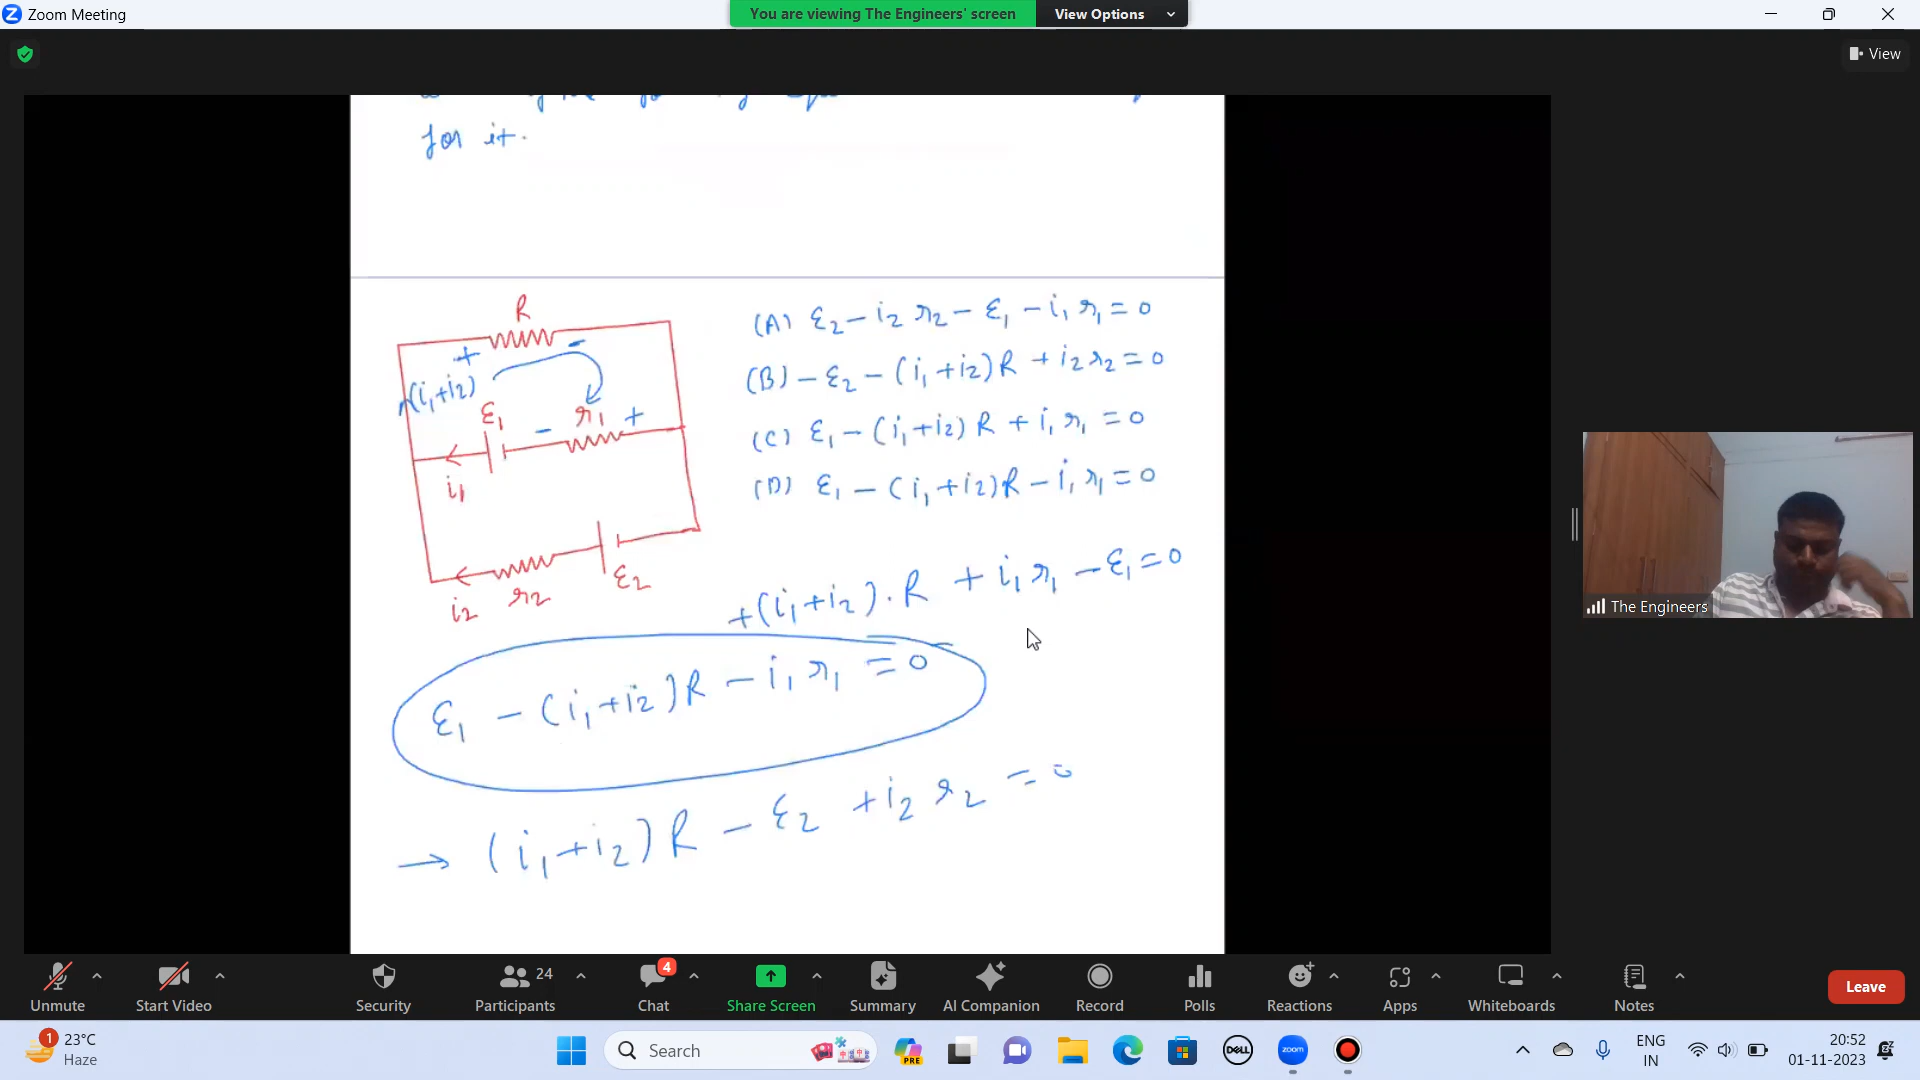 Zoom Meeting
You are viewing The Engineers' screen
View Options
View
for it.
R
+ -
(i₁+i₂)
ε₁ - r₁ +
i₁
i₂ r₂ ε₂
(A) ε₂ - i₂ r₂ - ε₁ - i₁ r₁ = 0
(B) - ε₂ - (i₁ + i₂) R + i₂ r₂ = 0
(C) ε₁ - (i₁ + i₂) R + i₁ r₁ = 0
(D) ε₁ - (i₁ + i₂) R - i₁ r₁ = 0
+(i₁+i₂).R + i₁ r₁ - ε₁ = 0
ε₁ - (i₁+i₂) R - i₁ r₁ = 0
→ (i₁+i₂) R - ε₂ + i₂ r₂ = 0
The Engineers
Unmute
Start Video
Security
Participants 24
Chat 4
Share Screen
Summary
AI Companion
Record
Polls
Reactions
Apps
Whiteboards
Notes
Leave
1
23°C
Haze
Search
PRE
DELL
zoom
ENG
IN
20:52
01-11-2023